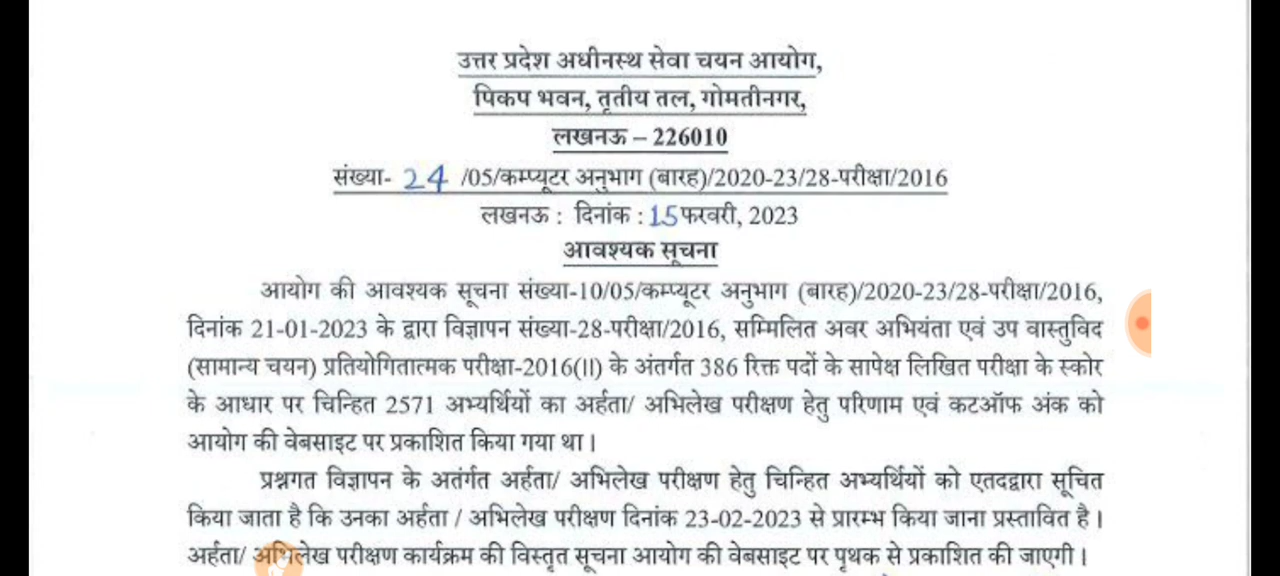 उत्तर प्रदेश अधीनस्थ सेवा चयन आयोग,
पिकप भवन, तृतीय तल, गोमतीनगर,
लखनऊ – 226010
संख्या- 24 /05/कम्प्यूटर अनुभाग (बारह)/2020-23/28-परीक्षा/2016
लखनऊ : दिनांक : 15 फरवरी, 2023
आवश्यक सूचना
आयोग की आवश्यक सूचना संख्या-10/05/कम्प्यूटर अनुभाग (बारह)/2020-23/28-परीक्षा/2016,
दिनांक 21-01-2023 के द्वारा विज्ञापन संख्या-28-परीक्षा/2016, सम्मिलित अवर अभियंता एवं उप वास्तुविद
(सामान्य चयन) प्रतियोगितात्मक परीक्षा-2016(II) के अंतर्गत 386 रिक्त पदों के सापेक्ष लिखित परीक्षा के स्कोर
के आधार पर चिन्हित 2571 अभ्यर्थियों का अर्हता/ अभिलेख परीक्षण हेतु परिणाम एवं कटऑफ अंक को
आयोग की वेबसाइट पर प्रकाशित किया गया था।
प्रश्नगत विज्ञापन के अतंर्गत अर्हता/ अभिलेख परीक्षण हेतु चिन्हित अभ्यर्थियों को एतदद्वारा सूचित
किया जाता है कि उनका अर्हता / अभिलेख परीक्षण दिनांक 23-02-2023 से प्रारम्भ किया जाना प्रस्तावित है।
अर्हता/ अभिलेख परीक्षण कार्यक्रम की विस्तृत सूचना आयोग की वेबसाइट पर पृथक से प्रकाशित की जाएगी।